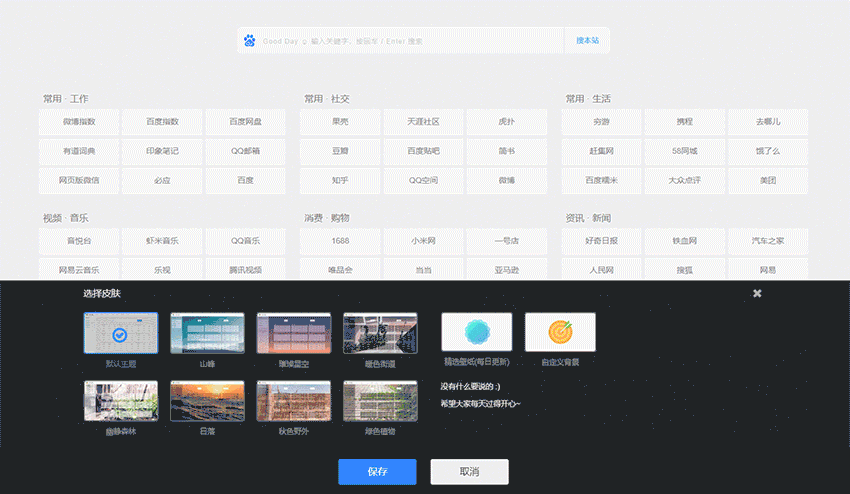 Good Day :) 输入关键字，按回车 / Enter 搜索 搜本站
常用 · 工作 常用 · 社交 常用 · 生活
微博指数 百度指数 百度网盘 果壳 天涯社区 虎扑 穷游 携程 去哪儿
有道词典 印象笔记 QQ邮箱 豆瓣 百度贴吧 简书 赶集网 58同城 饿了么
网页版微信 必应 百度 知乎 QQ空间 微博 百度糯米 大众点评 美团
视频 · 音乐 消费 · 购物 资讯 · 新闻
音悦台 虾米音乐 QQ音乐 1688 小米网 一号店 好奇日报 铁血网 汽车之家
网易云音乐 乐视 腾讯视频 唯品会 当当 亚马逊 人民网 搜狐 网易
选择皮肤
默认主题 山峰 璀璨星空 暖色街道 精选壁纸(每日更新) 自定义背景
幽静森林 日落 秋色野外 绿色植物
没有什么要说的 :)
希望大家每天过得开心~
保存 取消